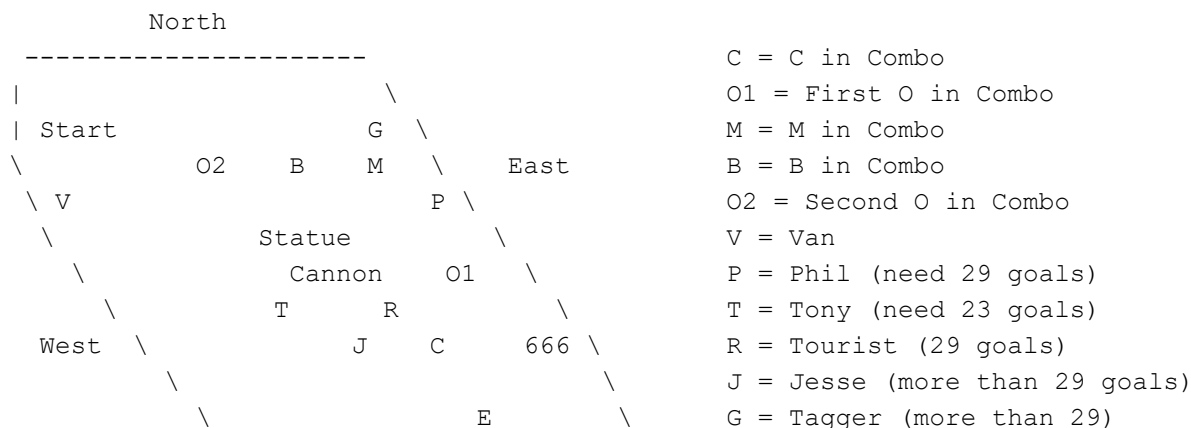 North
---------------------- C = C in Combo
| \ O1 = First O in Combo
| Start G \ M = M in Combo
\ O2 B M \ East B = B in Combo
\ V P \ O2 = Second O in Combo
\ Statue \ V = Van
\ Cannon O1 \ P = Phil (need 29 goals)
\ T R \ T = Tony (need 23 goals)
West \ J C 666 \ R = Tourist (29 goals)
\ \ J = Jesse (more than 29 goals)
\ E \ G = Tagger (more than 29)